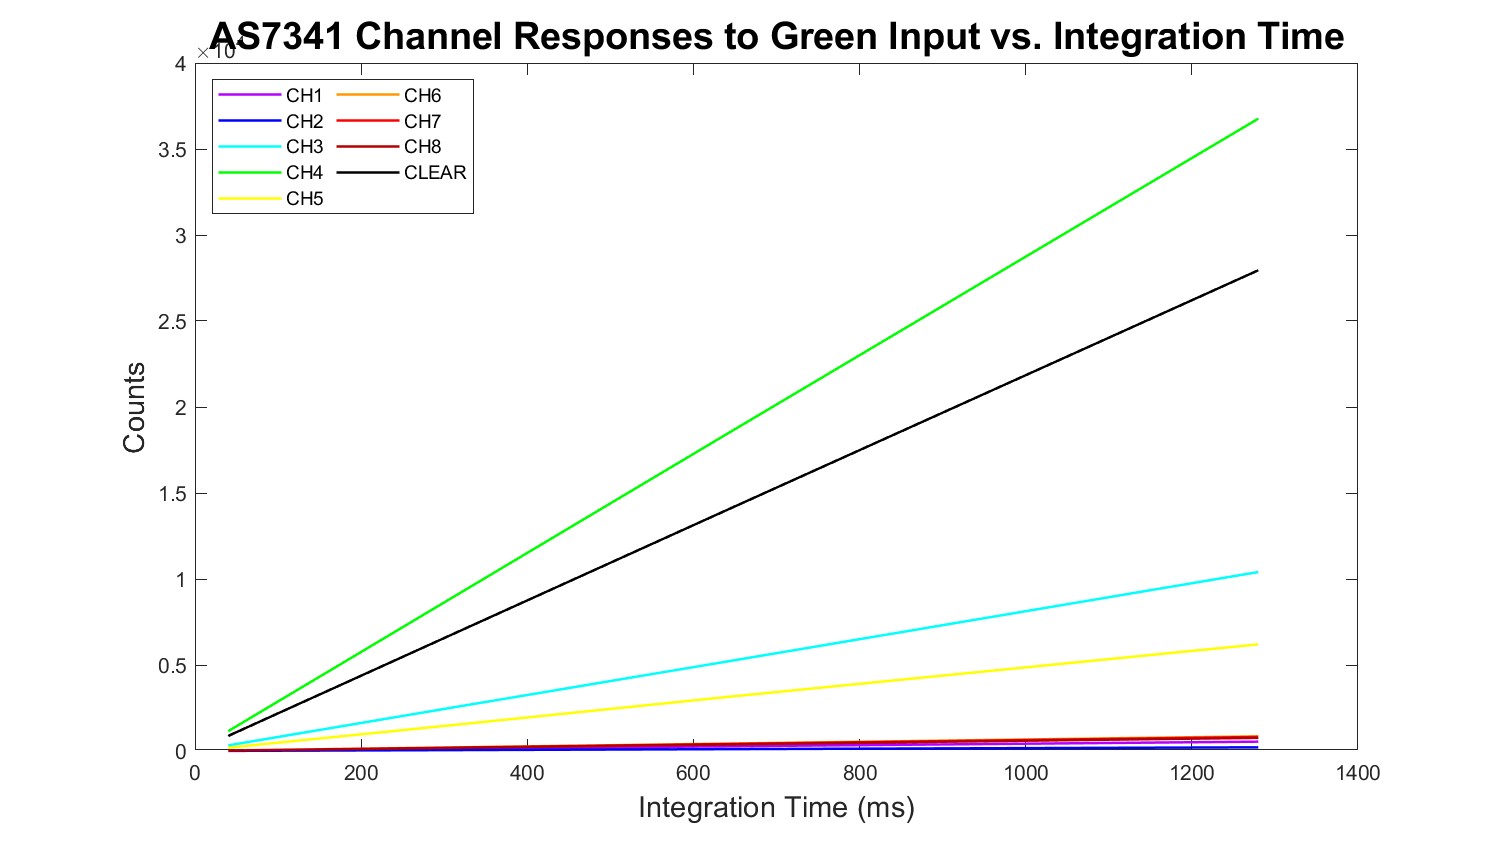 AS7341 Channel Responses to Green Input vs. Integration Time
×10
4
3.5
3
2.5
2
1.5
1
0.5
0
Counts
CH1
CH2
CH3
CH4
CH5
CH6
CH7
CH8
CLEAR
0 200 400 600 800 1000 1200 1400
Integration Time (ms)